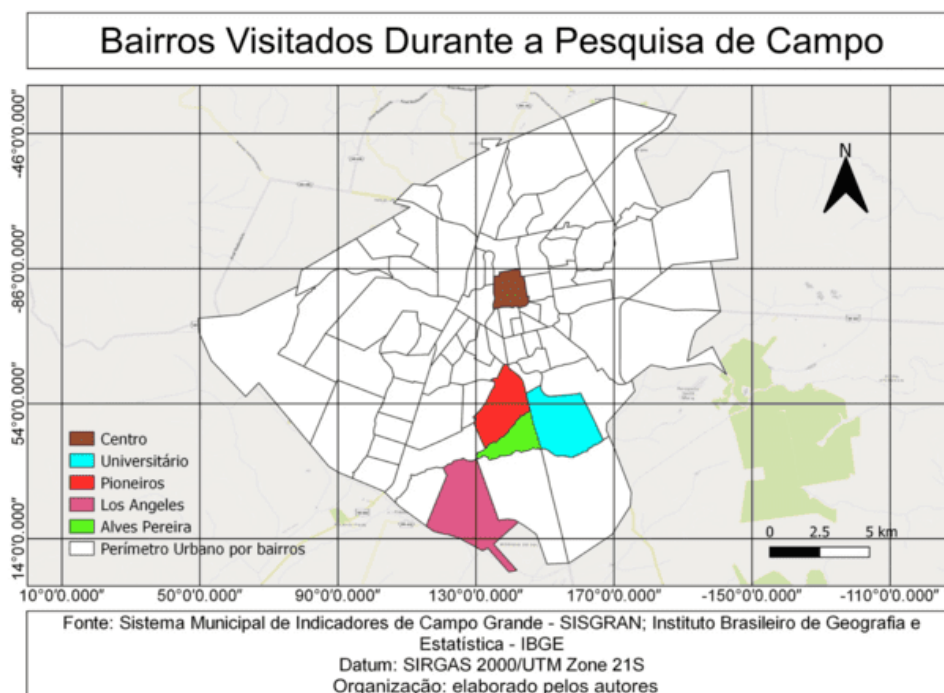 Bairros Visitados Durante a Pesquisa de Campo
-46°0'0.000"
-86°0'0.000"
54°0'0.000"
14°0'0.000"
N
Centro
Universitário
Pioneiros
Los Angeles
Alves Pereira
Perímetro Urbano por bairros
0 2.5 5 km
10°0'0.000" 50°0'0.000" 90°0'0.000" 130°0'0.000" 170°0'0.000" -150°0'0.000" -110°0'0.000"
Fonte: Sistema Municipal de Indicadores de Campo Grande - SISGRAN; Instituto Brasileiro de Geografia e
Estatística - IBGE
Datum: SIRGAS 2000/UTM Zone 21S
Organização: elaborado pelos autores